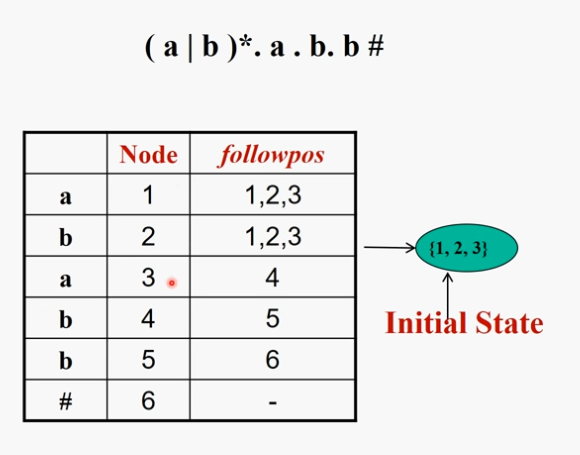 ( a | b )*. a . b. b #
Node followpos
a 1 1,2,3
b 2 1,2,3
a 3 4
b 4 5
b 5 6
# 6 -
{1, 2, 3}
Initial State